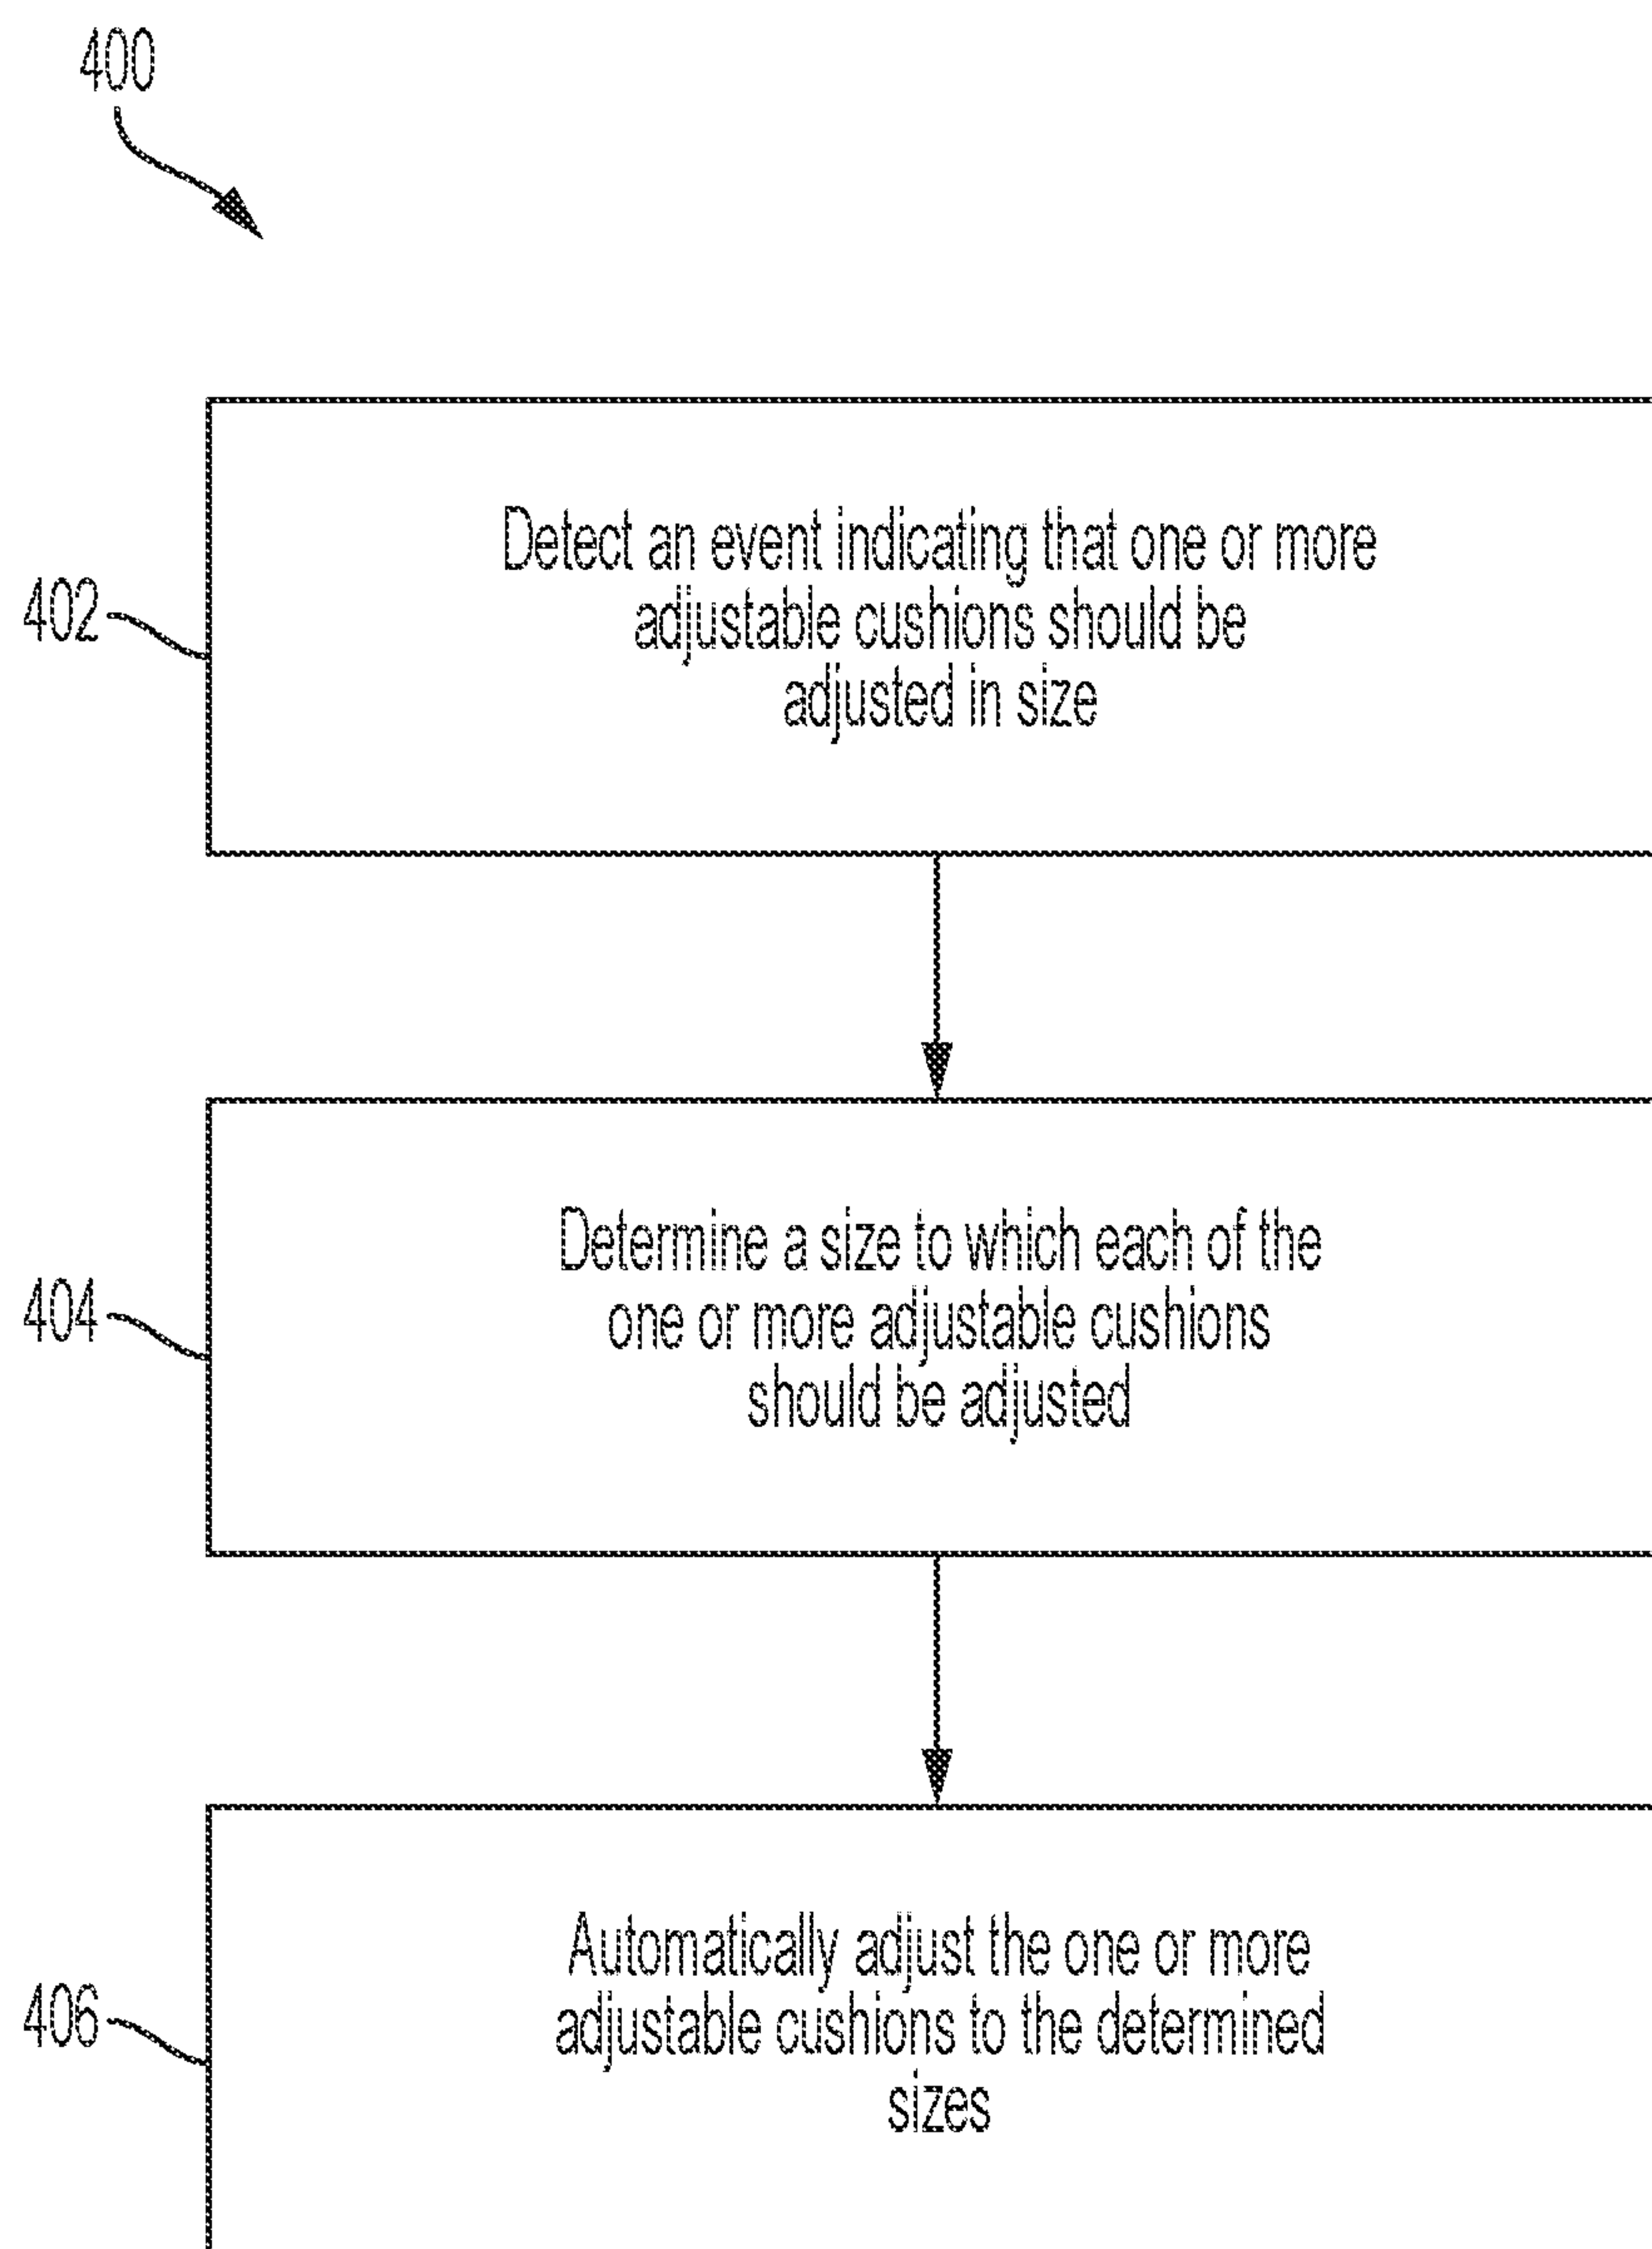 400
402
Detect an event indicating that one or more
adjustable cushions should be
adjusted in size
404
Determine a size to which each of the
one or more adjustable cushions
should be adjusted
406
Automatically adjust the one or more
adjustable cushions to the determined
sizes